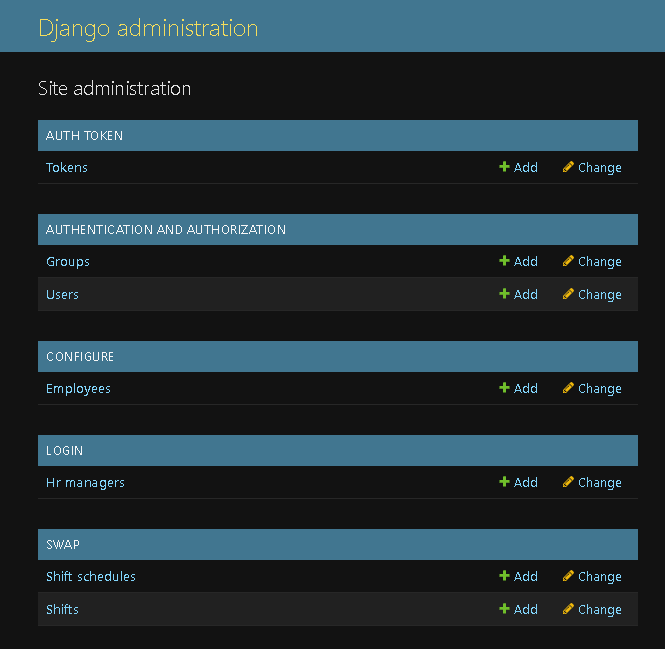 Django administration
Site administration
AUTH TOKEN
Tokens Add Change
AUTHENTICATION AND AUTHORIZATION
Groups Add Change
Users Add Change
CONFIGURE
Employees Add Change
LOGIN
Hr managers Add Change
SWAP
Shift schedules Add Change
Shifts Add Change